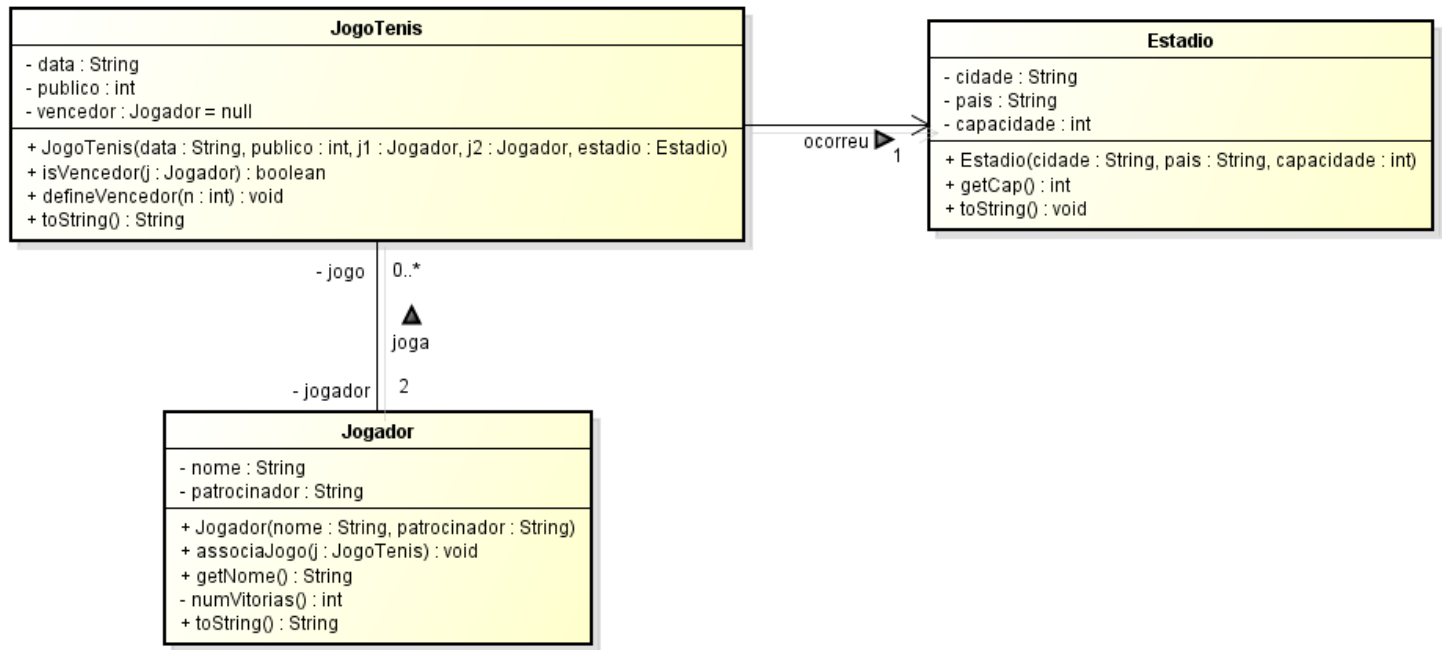 JogoTenis
- data : String
- publico : int
- vencedor : Jogador = null
+ JogoTenis(data : String, publico : int, j1 : Jogador, j2 : Jogador, estadio : Estadio)
+ isVencedor(j : Jogador) : boolean
+ defineVencedor(n : int) : void
+ toString() : String
ocorreu
1
Estadio
- cidade : String
- pais : String
- capacidade : int
+ Estadio(cidade : String, pais : String, capacidade : int)
+ getCap() : int
+ toString() : void
- jogo 0..*
joga
- jogador 2
Jogador
- nome : String
- patrocinador : String
+ Jogador(nome : String, patrocinador : String)
+ associaJogo(j : JogoTenis) : void
+ getNome() : String
- numVitorias() : int
+ toString() : String